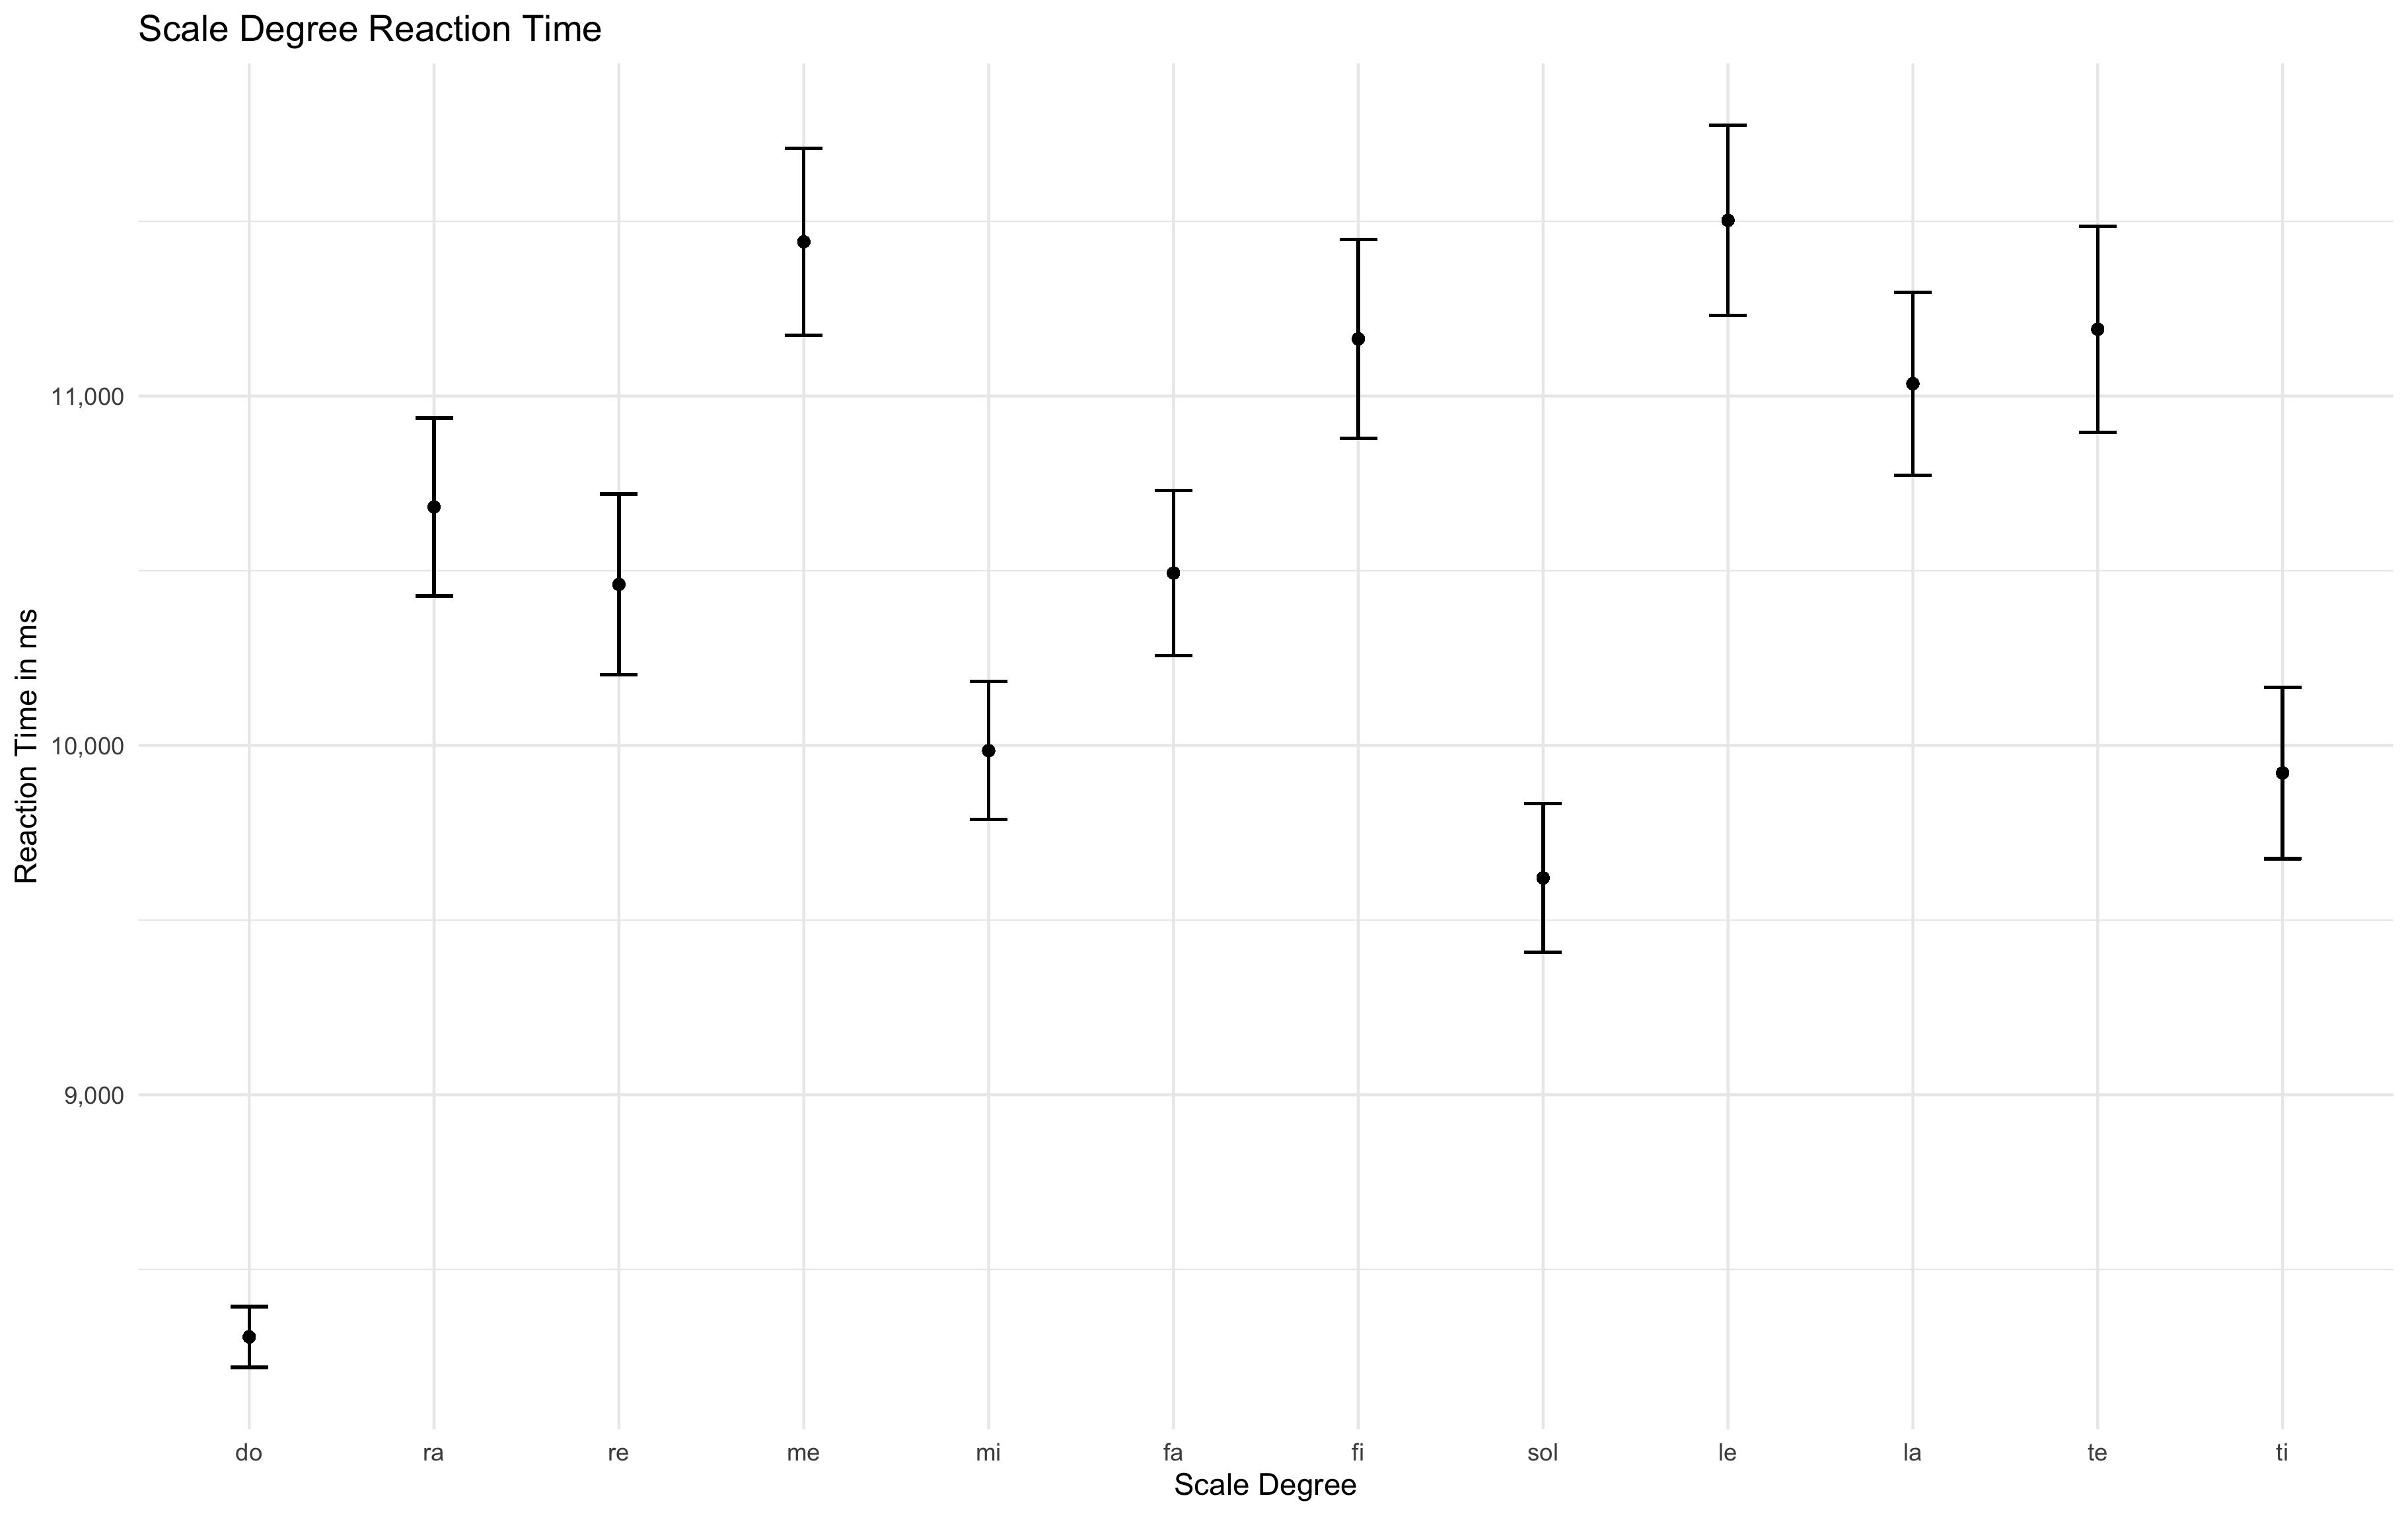 Scale Degree Reaction Time
Reaction Time in ms
11,000
10,000
9,000
do ra re me mi fa fi sol le la te ti
Scale Degree